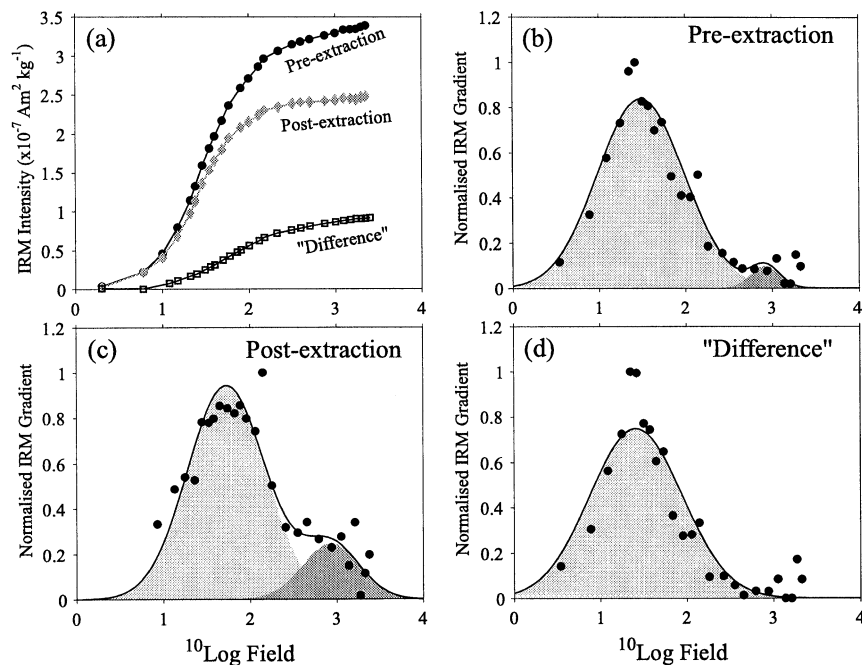 (a)
Pre-extraction
Post-extraction
"Difference"
IRM Intensity (x10⁻⁷ Am² kg⁻¹)
3.5
3
2.5
2
1.5
1
0.5
0
0 1 2 3 4
(b) Pre-extraction
Normalised IRM Gradient
1.2
1
0.8
0.6
0.4
0.2
0
0 1 2 3 4
(c) Post-extraction
Normalised IRM Gradient
1.2
1
0.8
0.6
0.4
0.2
0
0 1 2 3 4
¹⁰Log Field
(d) "Difference"
Normalised IRM Gradient
1.2
1
0.8
0.6
0.4
0.2
0
0 1 2 3 4
¹⁰Log Field